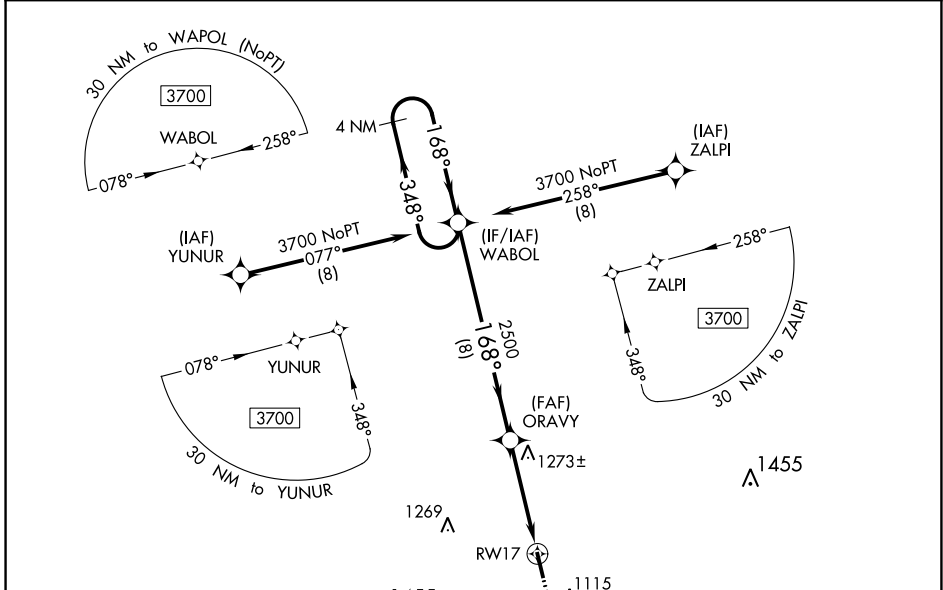 30 NM to WAPOL (NoPT)
3700
WABOL
078°
258°
4 NM
168°
348°
(IAF)
ZALPI
3700 NoPT
258°
(8)
(IF/IAF)
WABOL
(IAF)
YUNUR
3700 NoPT
077°
(8)
258°
ZALPI
3700
348°
30 NM to ZALPI
2500
168°
(8)
078°
YUNUR
3700
348°
30 NM to YUNUR
(FAF)
ORAVY
1273±
1455
1269
RW17
1115